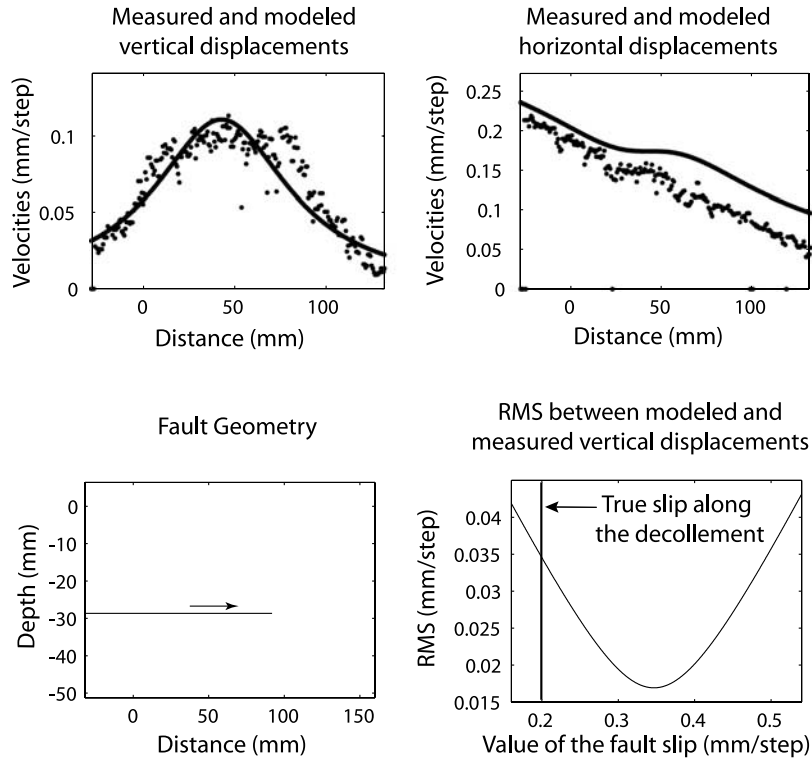 Measured and modeled
vertical displacements
Velocities (mm/step)
0.1
0.05
0
0
50
100
Distance (mm)
Measured and modeled
horizontal displacements
Velocities (mm/step)
0.25
0.2
0.15
0.1
0.05
0
0
50
100
Distance (mm)
Fault Geometry
Depth (mm)
0
-10
-20
-30
-40
-50
0
50
100
150
Distance (mm)
RMS between modeled and
measured vertical displacements
RMS (mm/step)
0.04
0.035
0.03
0.025
0.02
0.015
True slip along
the decollement
0.2
0.3
0.4
0.5
Value of the fault slip (mm/step)